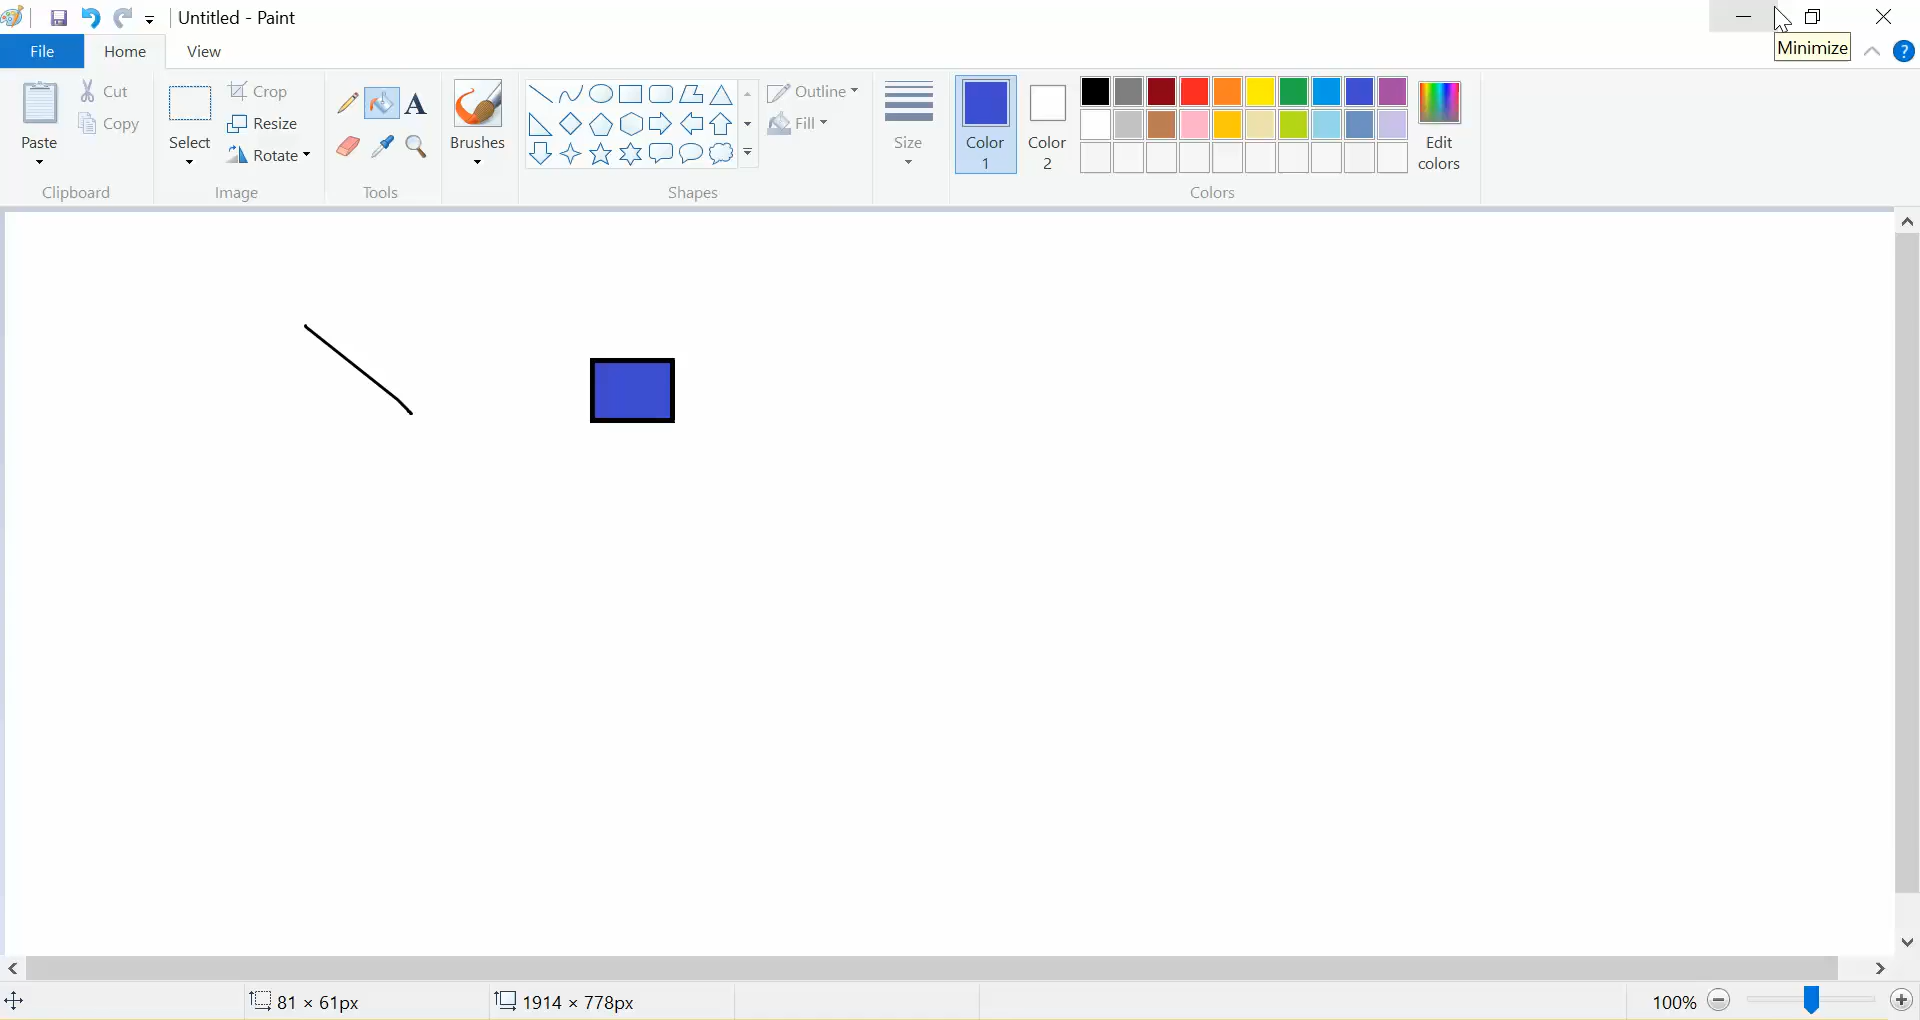 Untitled - Paint
Minimize
File Home View
Paste
Cut
Copy
Clipboard
Select
Crop
Resize
Rotate
Image
A
Tools
Brushes
Outline
Fill
Shapes
Size
Color
1
Color
2
Edit
colors
Colors
81 × 61px
1914 × 778px
100%